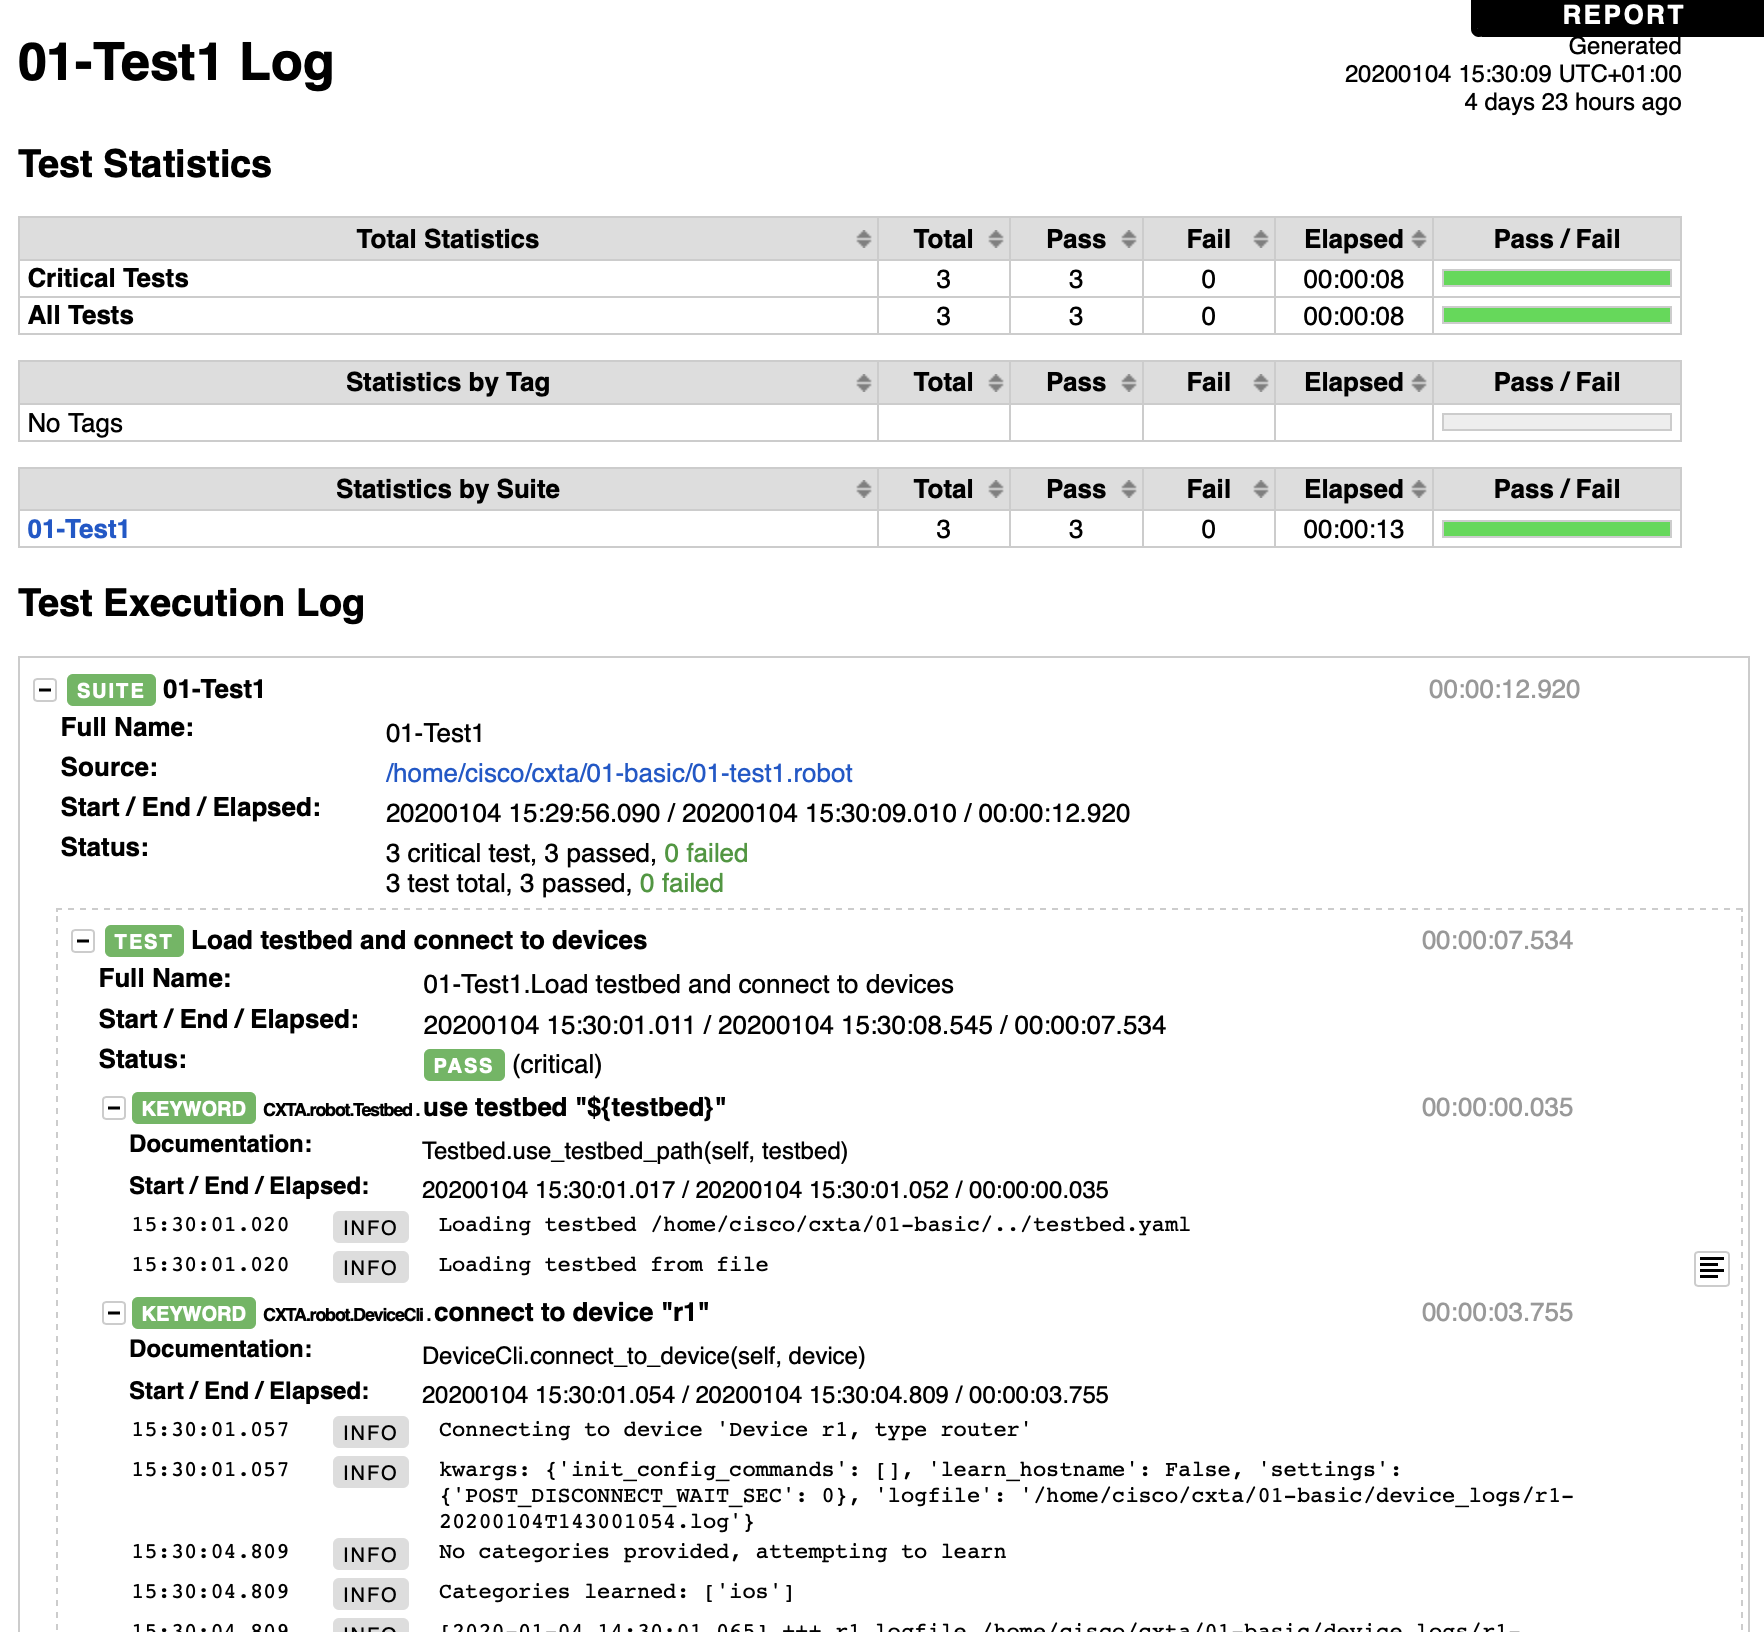 REPORT
01-Test1 Log
Generated
20200104 15:30:09 UTC+01:00
4 days 23 hours ago
Test Statistics
Total Statistics Total Pass Fail Elapsed Pass / Fail
Critical Tests 3 3 0 00:00:08
All Tests 3 3 0 00:00:08
Statistics by Tag Total Pass Fail Elapsed Pass / Fail
No Tags
Statistics by Suite Total Pass Fail Elapsed Pass / Fail
01-Test1 3 3 0 00:00:13
Test Execution Log
SUITE 01-Test1 00:00:12.920
Full Name: 01-Test1
Source: /home/cisco/cxta/01-basic/01-test1.robot
Start / End / Elapsed: 20200104 15:29:56.090 / 20200104 15:30:09.010 / 00:00:12.920
Status: 3 critical test, 3 passed, 0 failed
3 test total, 3 passed, 0 failed
TEST Load testbed and connect to devices 00:00:07.534
Full Name: 01-Test1.Load testbed and connect to devices
Start / End / Elapsed: 20200104 15:30:01.011 / 20200104 15:30:08.545 / 00:00:07.534
Status: PASS (critical)
KEYWORD CXTA.robot.Testbed. use testbed "${testbed}" 00:00:00.035
Documentation: Testbed.use_testbed_path(self, testbed)
Start / End / Elapsed: 20200104 15:30:01.017 / 20200104 15:30:01.052 / 00:00:00.035
15:30:01.020 INFO Loading testbed /home/cisco/cxta/01-basic/../testbed.yaml
15:30:01.020 INFO Loading testbed from file
KEYWORD CXTA.robot.DeviceCli. connect to device "r1" 00:00:03.755
Documentation: DeviceCli.connect_to_device(self, device)
Start / End / Elapsed: 20200104 15:30:01.054 / 20200104 15:30:04.809 / 00:00:03.755
15:30:01.057 INFO Connecting to device 'Device r1, type router'
15:30:01.057 INFO kwargs: {'init_config_commands': [], 'learn_hostname': False, 'settings':
{'POST_DISCONNECT_WAIT_SEC': 0}, 'logfile': '/home/cisco/cxta/01-basic/device_logs/r1-
20200104T143001054.log'}
15:30:04.809 INFO No categories provided, attempting to learn
15:30:04.809 INFO Categories learned: ['ios']
15:30:04.809 INFO [2020-01-04 14:30:01,065] +++ r1 logfile /home/cisco/cxta/01-basic/device_logs/r1-